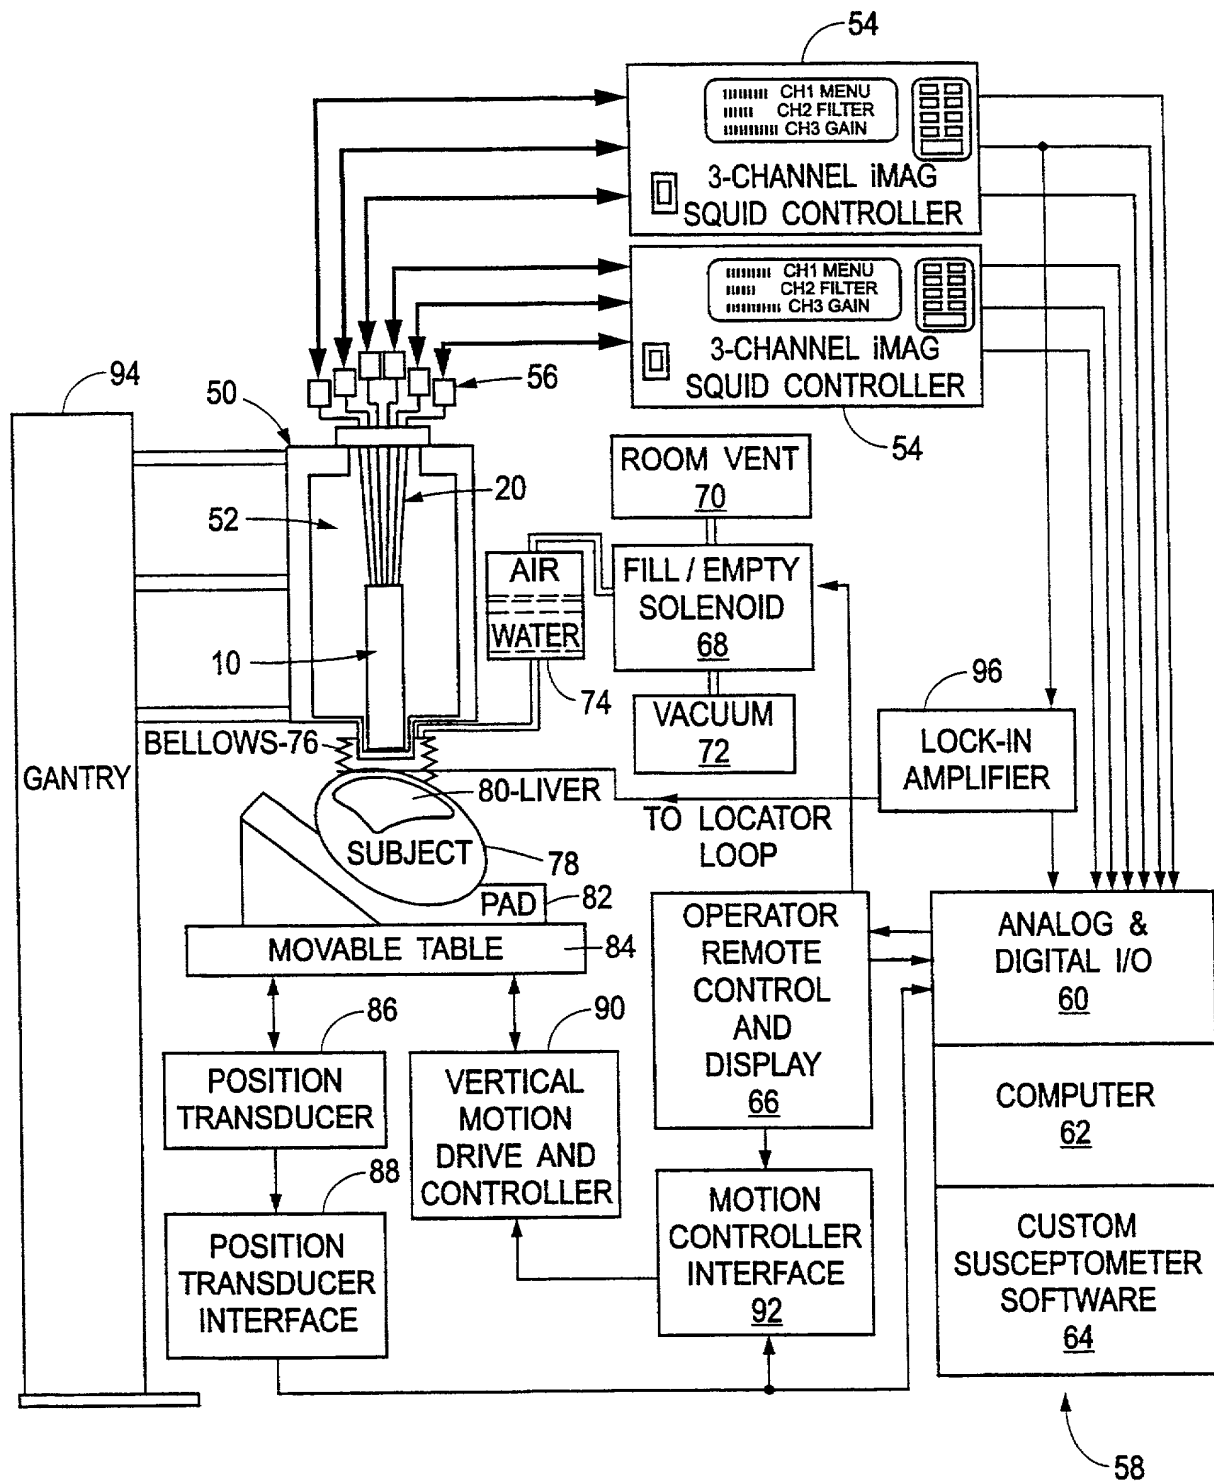 54
CH1 MENU
CH2 FILTER
CH3 GAIN
3-CHANNEL iMAG
SQUID CONTROLLER
CH1 MENU
CH2 FILTER
CH3 GAIN
3-CHANNEL iMAG
SQUID CONTROLLER
54
94
50
56
20
52
10
ROOM VENT
70
AIR
WATER
74
FILL / EMPTY
SOLENOID
68
VACUUM
72
96
LOCK-IN
AMPLIFIER
BELLOWS-76
GANTRY
80-LIVER
SUBJECT
78
TO LOCATOR
LOOP
PAD
82
MOVABLE TABLE
84
OPERATOR
REMOTE
CONTROL
AND
DISPLAY
66
ANALOG &
DIGITAL I/O
60
86
POSITION
TRANSDUCER
90
VERTICAL
MOTION
DRIVE AND
CONTROLLER
COMPUTER
62
88
POSITION
TRANSDUCER
INTERFACE
MOTION
CONTROLLER
INTERFACE
92
CUSTOM
SUSCEPTOMETER
SOFTWARE
64
58